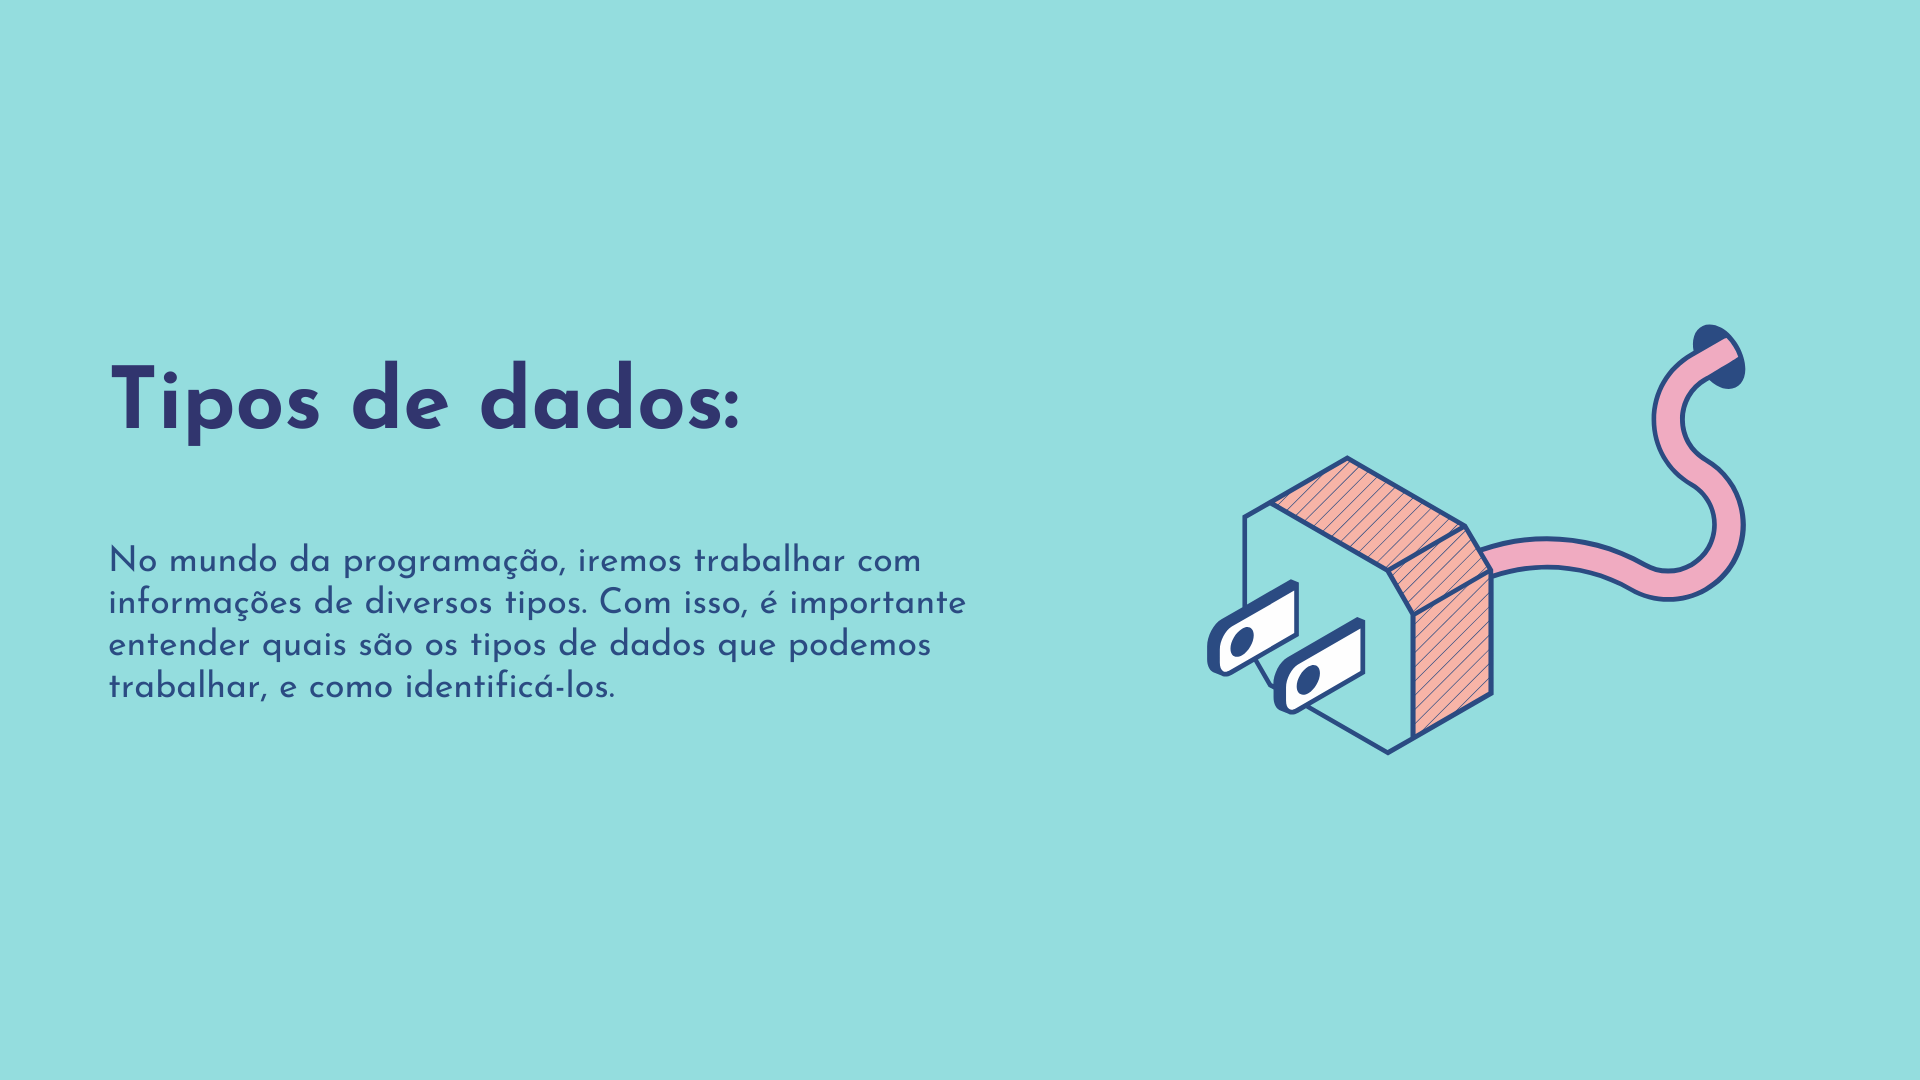 Tipos de dados:
No mundo da programação, iremos trabalhar com
informações de diversos tipos. Com isso, é importante
entender quais são os tipos de dados que podemos
trabalhar, e como identificá-los.